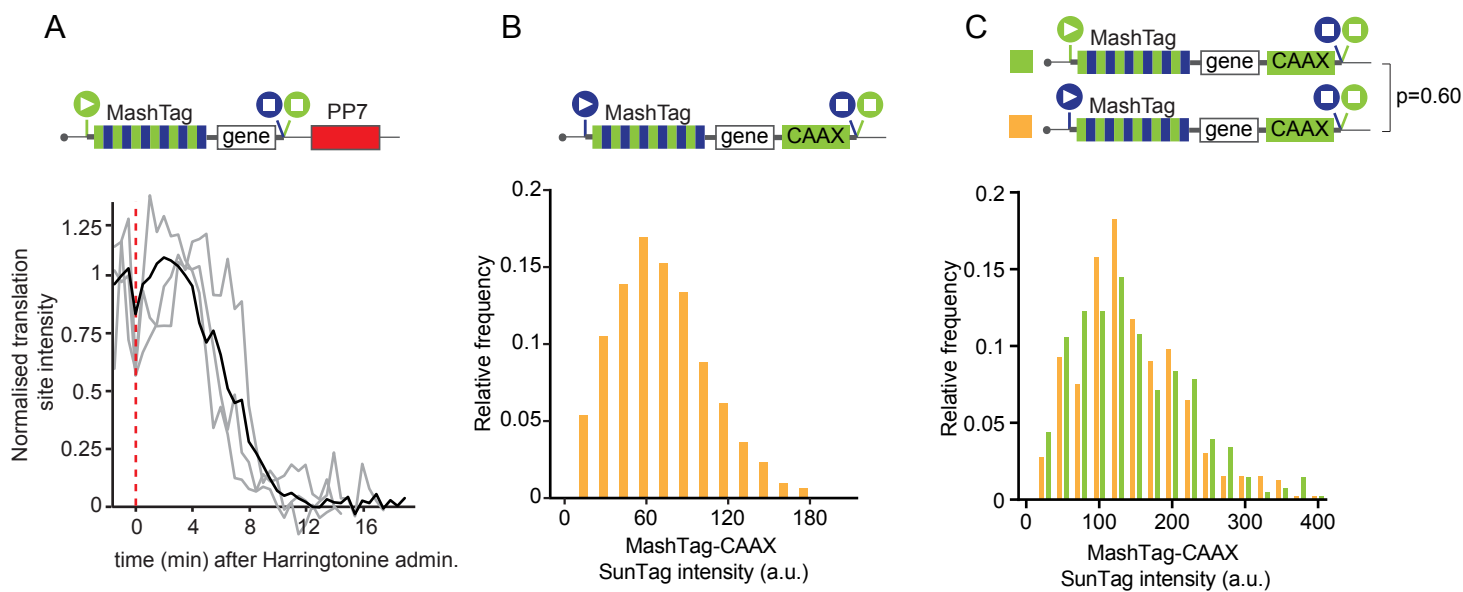 A
MashTag
gene
PP7
Normalised translation
site intensity
1.25
1
0.75
0.5
0.25
0
0
4
8
12
16
time (min) after Harringtonine admin.
B
MashTag
gene
CAAX
Relative frequency
0.2
0.15
0.1
0.05
0
0
60
120
180
MashTag-CAAX
SunTag intensity (a.u.)
C
MashTag
gene
CAAX
MashTag
gene
CAAX
p=0.60
Relative frequency
0.2
0.15
0.1
0.05
0
0
100
200
300
400
MashTag-CAAX
SunTag intensity (a.u.)